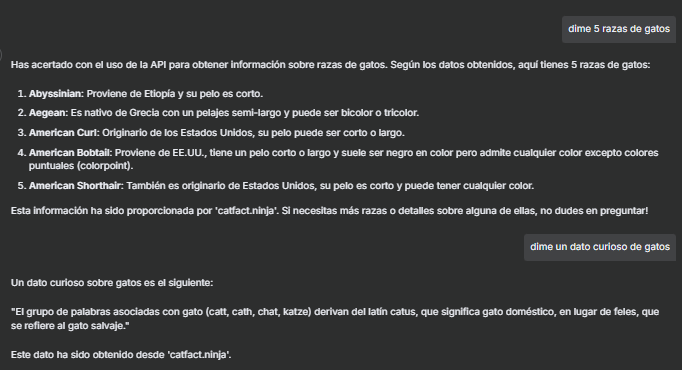 dime 5 razas de gatos
Has acertado con el uso de la API para obtener información sobre razas de gatos. Según los datos obtenidos, aquí tienes 5 razas de gatos:
1. Abyssinian: Proviene de Etiopía y su pelo es corto.
2. Aegean: Es nativo de Grecia con un pelajes semi-largo y puede ser bicolor o tricolor.
3. American Curl: Originario de los Estados Unidos, su pelo puede ser corto o largo.
4. American Bobtail: Proviene de EE.UU., tiene un pelo corto o largo y suele ser negro en color pero admite cualquier color excepto colores
puntuales (colorpoint).
5. American Shorthair: También es originario de Estados Unidos, su pelo es corto y puede tener cualquier color.
Esta información ha sido proporcionada por 'catfact.ninja'. Si necesitas más razas o detalles sobre alguna de ellas, no dudes en preguntar!
dime un dato curioso de gatos
Un dato curioso sobre gatos es el siguiente:
"El grupo de palabras asociadas con gato (catt, cath, chat, katze) derivan del latín catus, que significa gato doméstico, en lugar de feles, que
se refiere al gato salvaje."
Este dato ha sido obtenido desde 'catfact.ninja'.